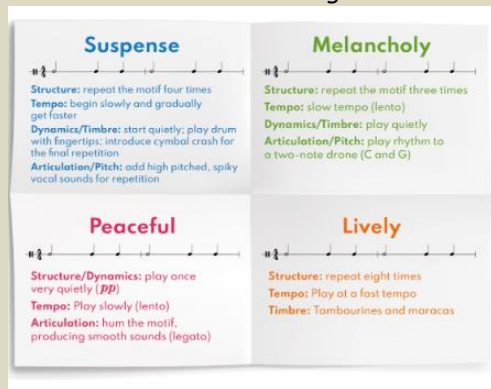 Suspense
Structure: repeat the motif four times
Tempo: begin slowly and gradually
get faster
Dynamics/Timbre: start quietly; play drum
with fingertips; introduce cymbal crash for
the final repetition
Articulation/Pitch: add high pitched, spiky
vocal sounds for repetition
Melancholy
Structure: repeat the motif three times
Tempo: slow tempo (lento)
Dynamics/Timbre: play quietly
Articulation/Pitch: play rhythm to
a two-note drone (C and G)
Peaceful
Structure/Dynamics: play once
very quietly (pp)
Tempo: Play slowly (lento)
Articulation: hum the motif,
producing smooth sounds (legato)
Lively
Structure: repeat eight times
Tempo: Play at a fast tempo
Timbre: Tambourines and maracas